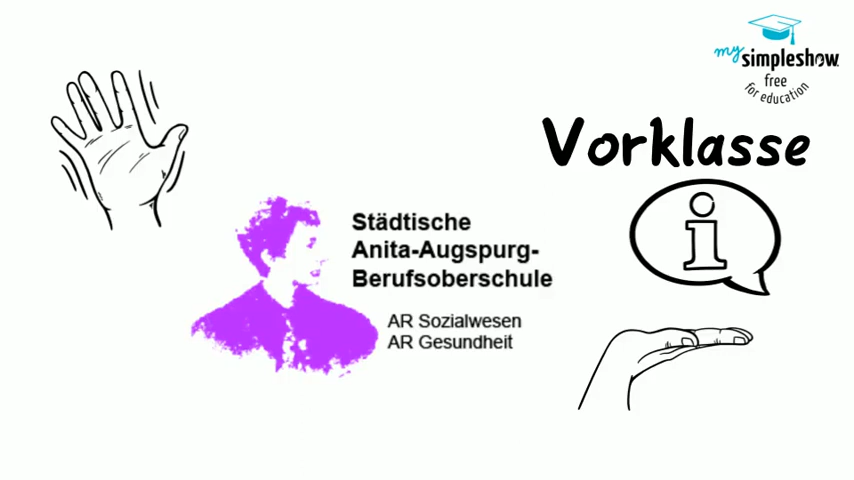 my simpleshow
free
for education
Vorklasse
i
Städtische
Anita-Augspurg-
Berufsoberschule
AR Sozialwesen
AR Gesundheit